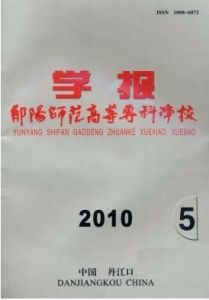 ISSN 1008—6072
学报
郧阳师范高等专科学校
YUNYANG SHIFAN GAODENG ZHUANKE XUEXIAO XUEBAO
2010
5
中国 丹江口
DANJIANGKOU CHINA